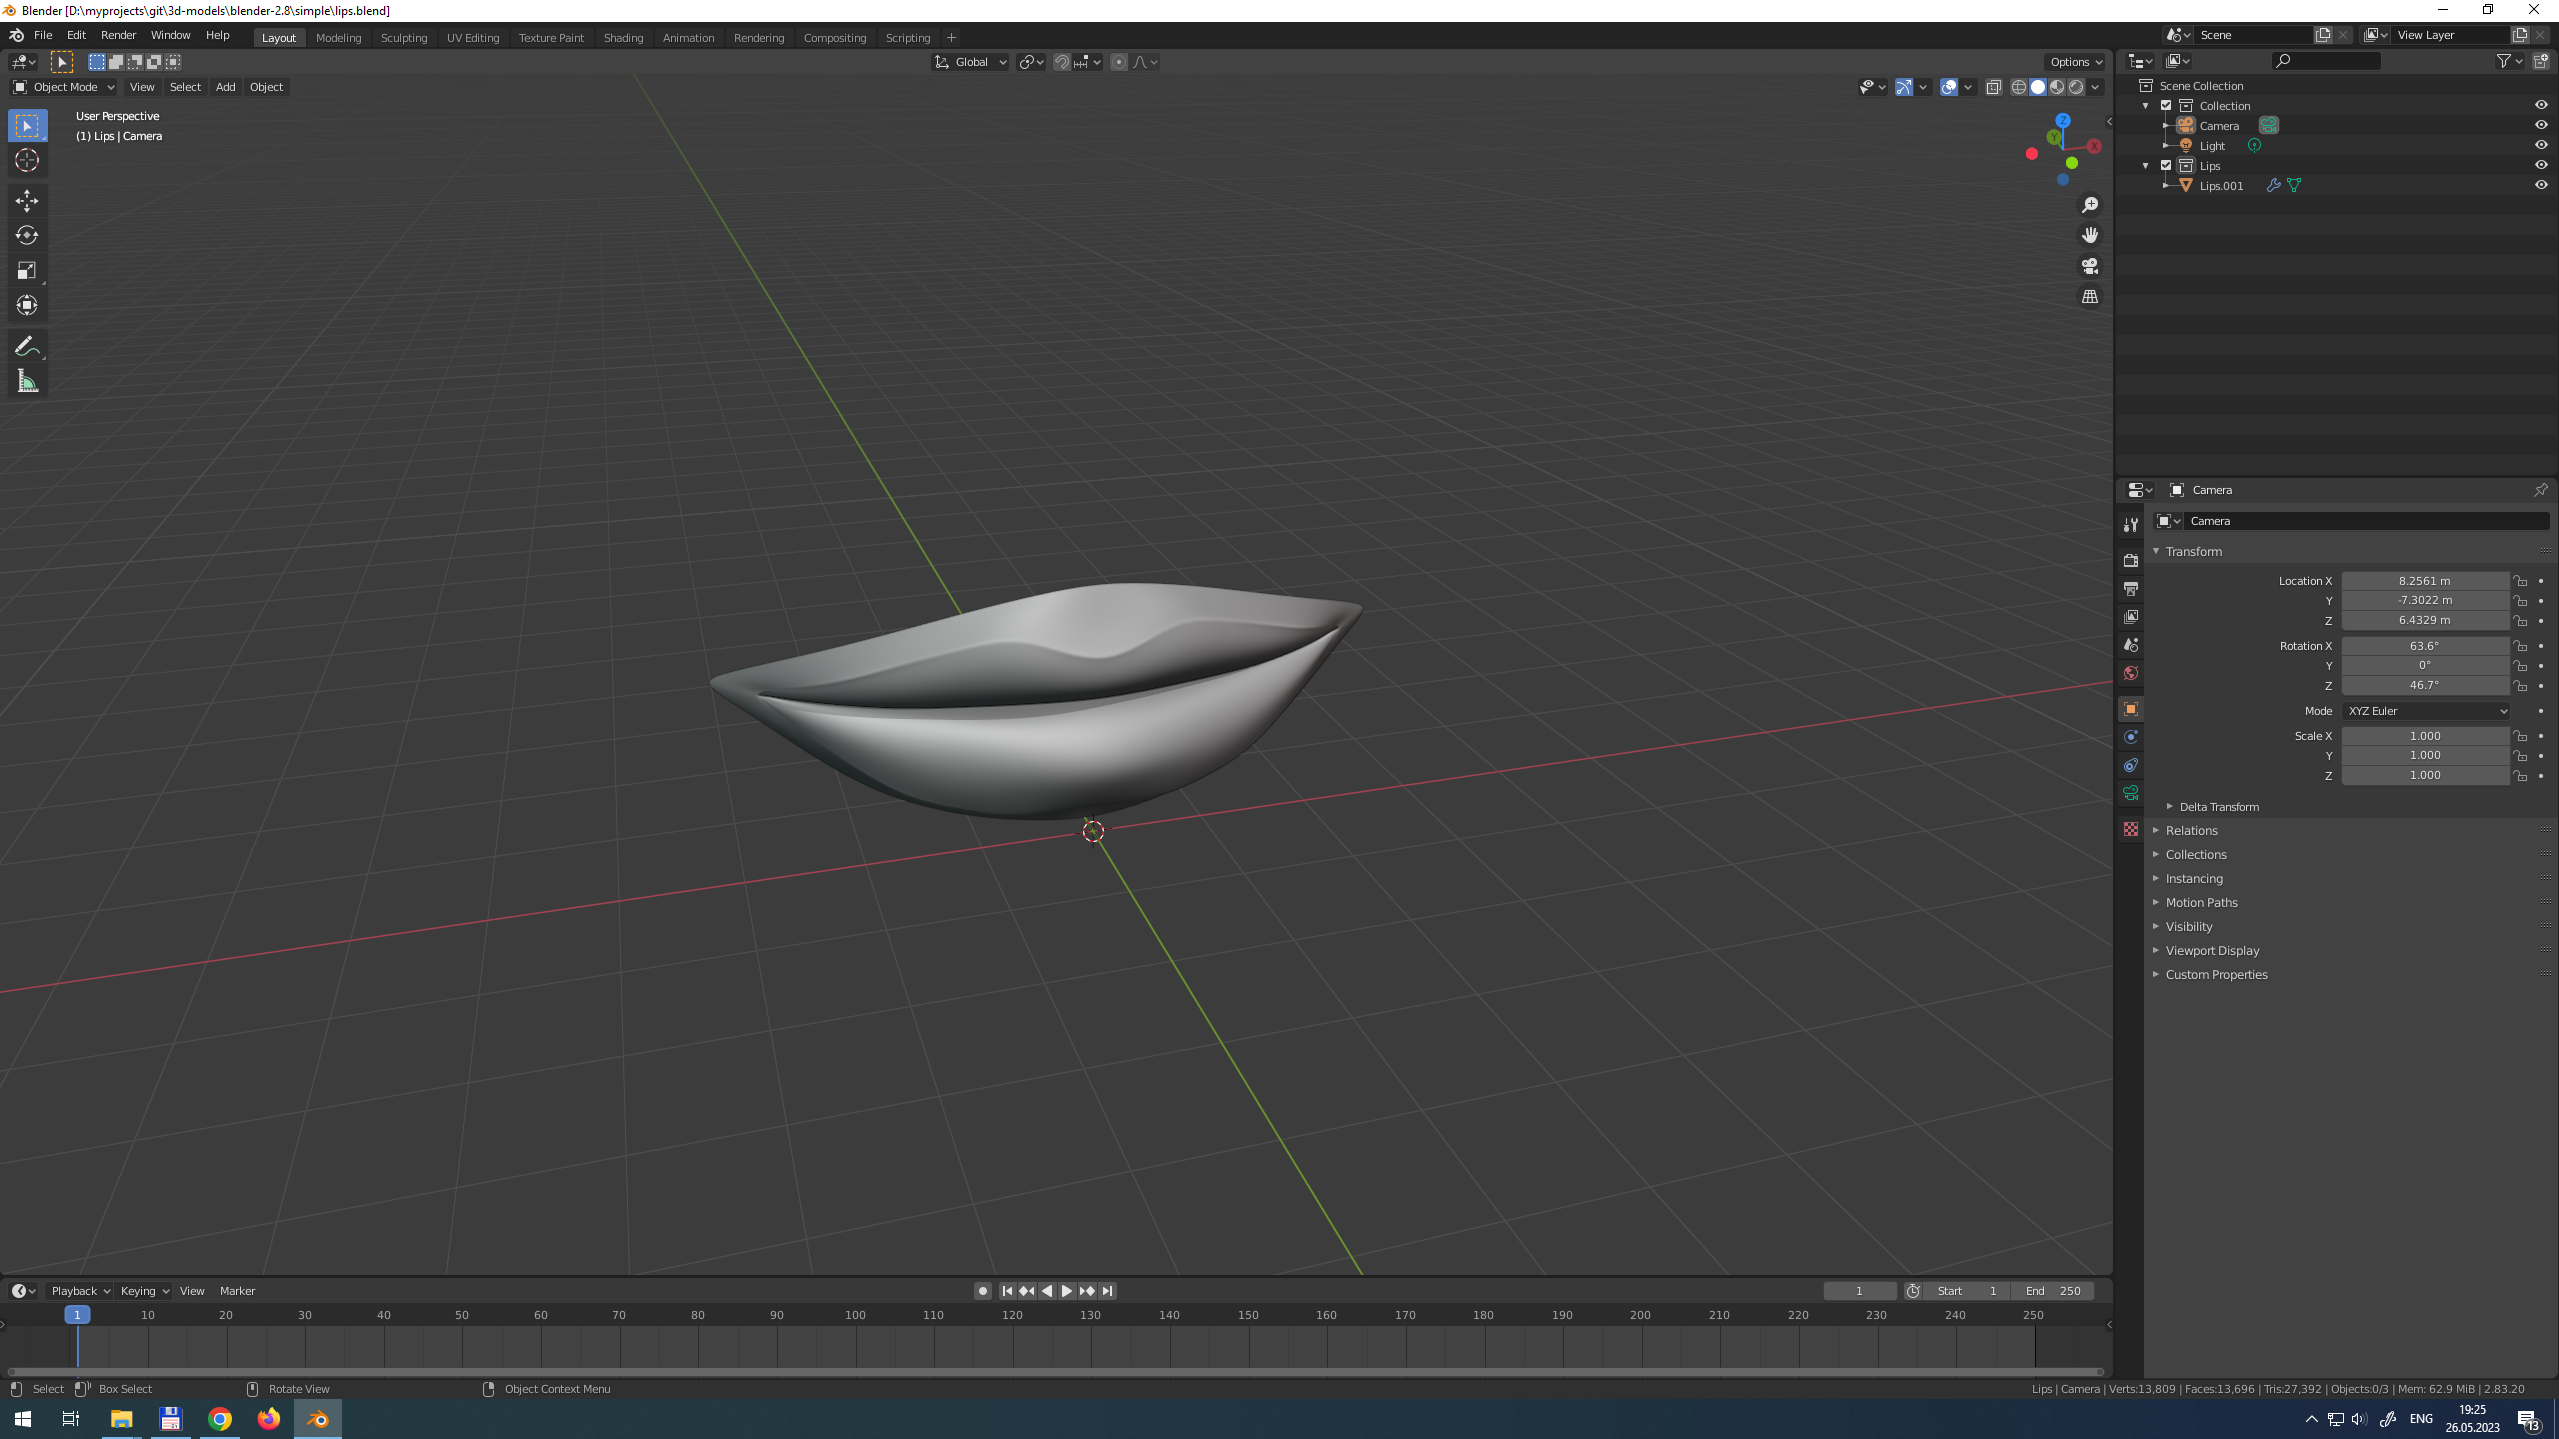 Blender [D:\myprojects\git\3d-models\blender-2.8\simple\lips.blend]
File Edit Render Window Help Layout Modeling Sculpting UV Editing Texture Paint Shading Animation Rendering Compositing Scripting + Scene View Layer
Global Options
Object Mode View Select Add Object
User Perspective
(1) Lips | Camera
Z
Y
X
Scene Collection
Collection
Camera
Light
Lips
Lips.001
Camera
Camera
Transform
Location X 8.2561 m
Y -7.3022 m
Z 6.4329 m
Rotation X 63.6°
Y 0°
Z 46.7°
Mode XYZ Euler
Scale X 1.000
Y 1.000
Z 1.000
Delta Transform
Relations
Collections
Instancing
Motion Paths
Visibility
Viewport Display
Custom Properties
Playback Keying View Marker 1 Start 1 End 250
1 10 20 30 40 50 60 70 80 90 100 110 120 130 140 150 160 170 180 190 200 210 220 230 240 250
Select Box Select Rotate View Object Context Menu Lips | Camera | Verts:13,809 | Faces:13,696 | Tris:27,392 | Objects:0/3 | Mem: 62.9 MiB | 2.83.20
ENG
19:25
26.05.2023
13